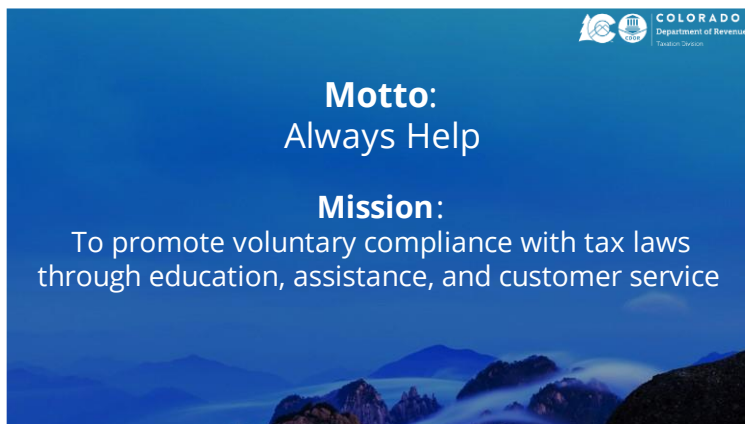 COLORADO
Department of Revenue
Taxation Division
CDOR
Motto:
Always Help
Mission:
To promote voluntary compliance with tax laws
through education, assistance, and customer service